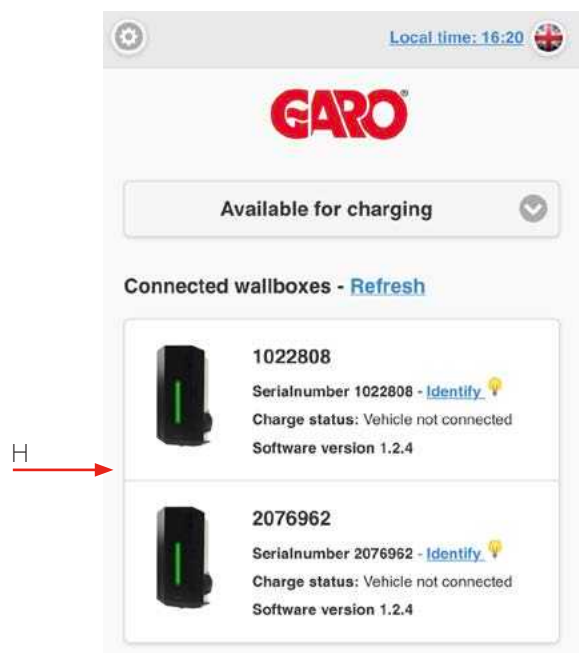 Local time: 16:20
GARO®
Available for charging
Connected wallboxes - Refresh
1022808
Serialnumber 1022808 - Identify
Charge status: Vehicle not connected
Software version 1.2.4
H
2076962
Serialnumber 2076962 - Identify
Charge status: Vehicle not connected
Software version 1.2.4